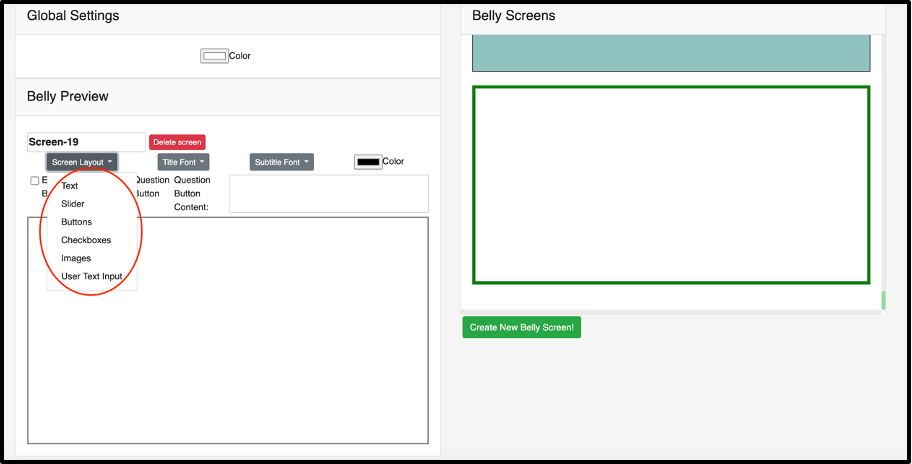 Global Settings
Color
Belly Preview
Screen-19
Delete screen
Screen Layout
Title Font
Subtitle Font
Color
Text
Slider
Buttons
Checkboxes
Images
User Text Input
Question
Button
Question
Button
Content:
Belly Screens
Create New Belly Screen!